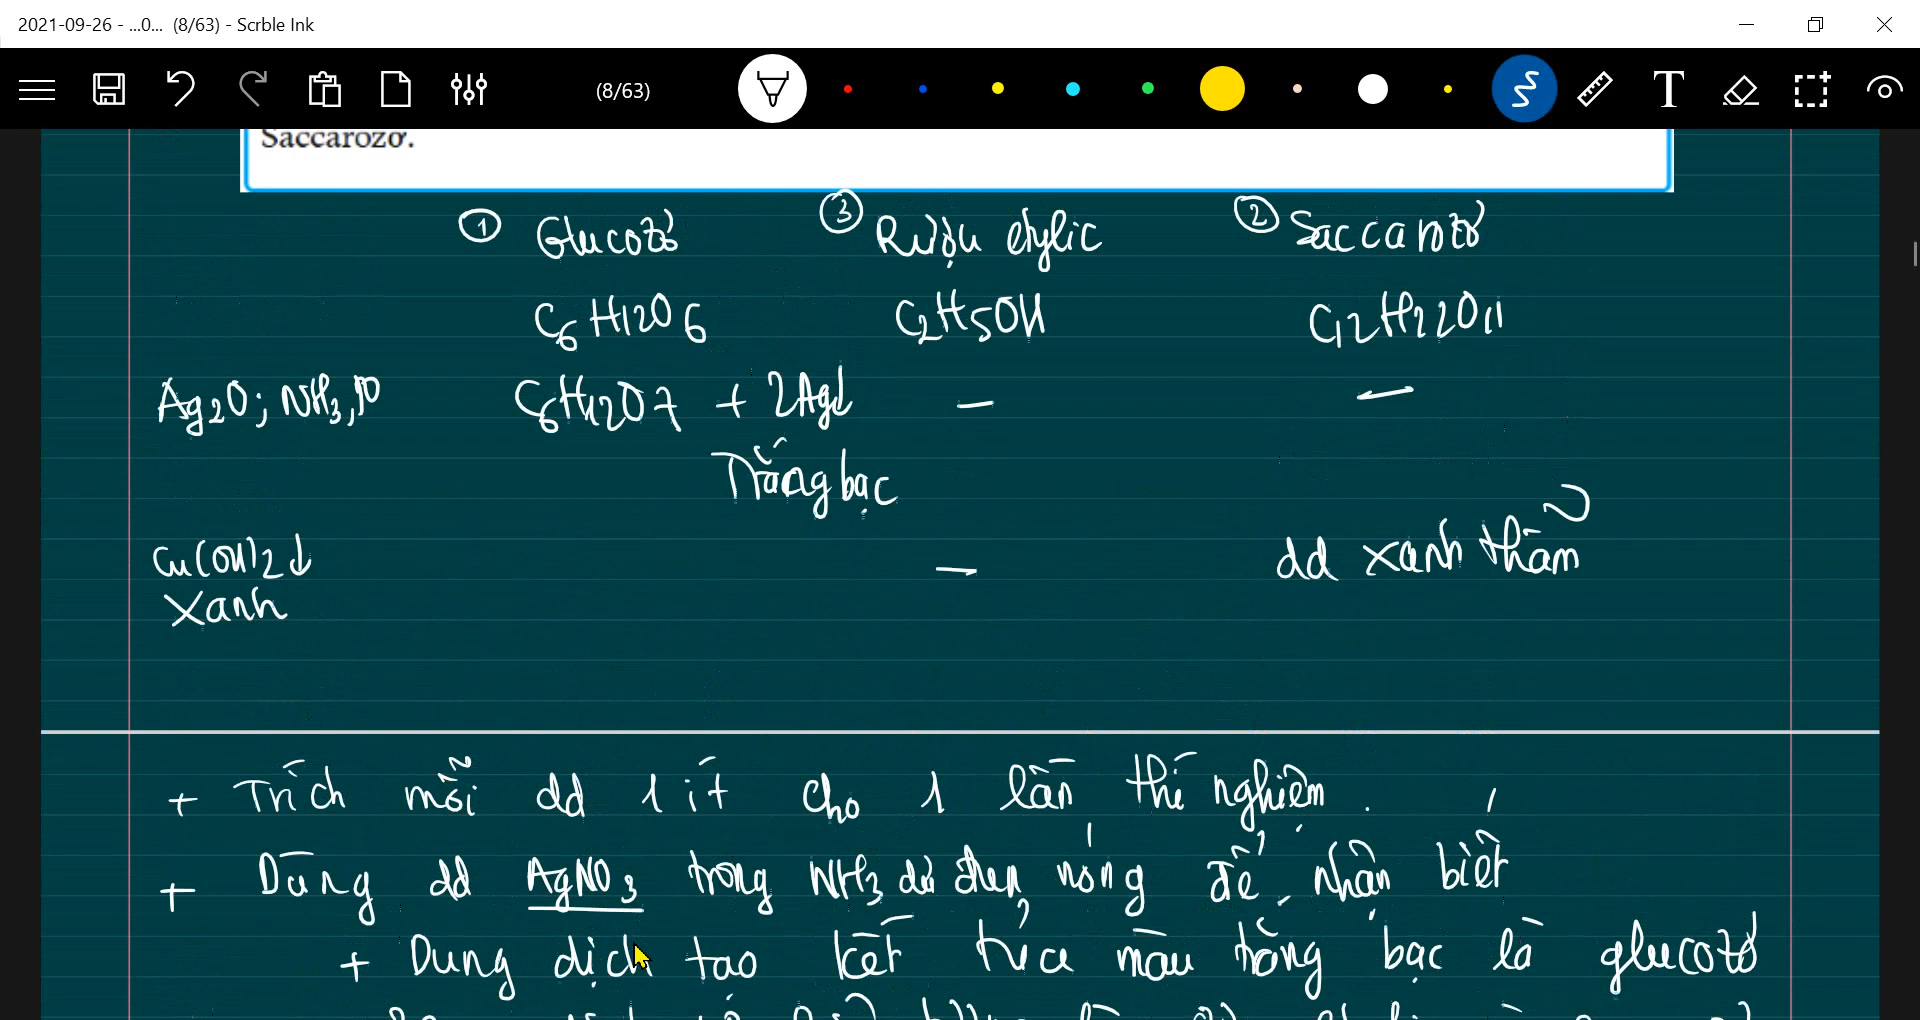 2021-09-26 - ...0... (8/63) - Scrble Ink
(8/63)
T
Saccarozơ.
① Glucozơ ③ Rượu etylic ② Saccarozơ
C6H12O6 C2H5OH C12H22O11
Ag2O; NH3,t0 C6H12O7 + 2Ag↓ – –
Trắng bạc
Cu(OH)2↓ – dd xanh thẫm
Xanh
+ Trích mỗi dd 1 ít cho 1 lần thí nghiệm.
+ Dùng dd AgNO3 trong NH3 dư đun nóng để nhận biết
+ Dung dịch tạo kết tủa màu trắng bạc là glucozơ